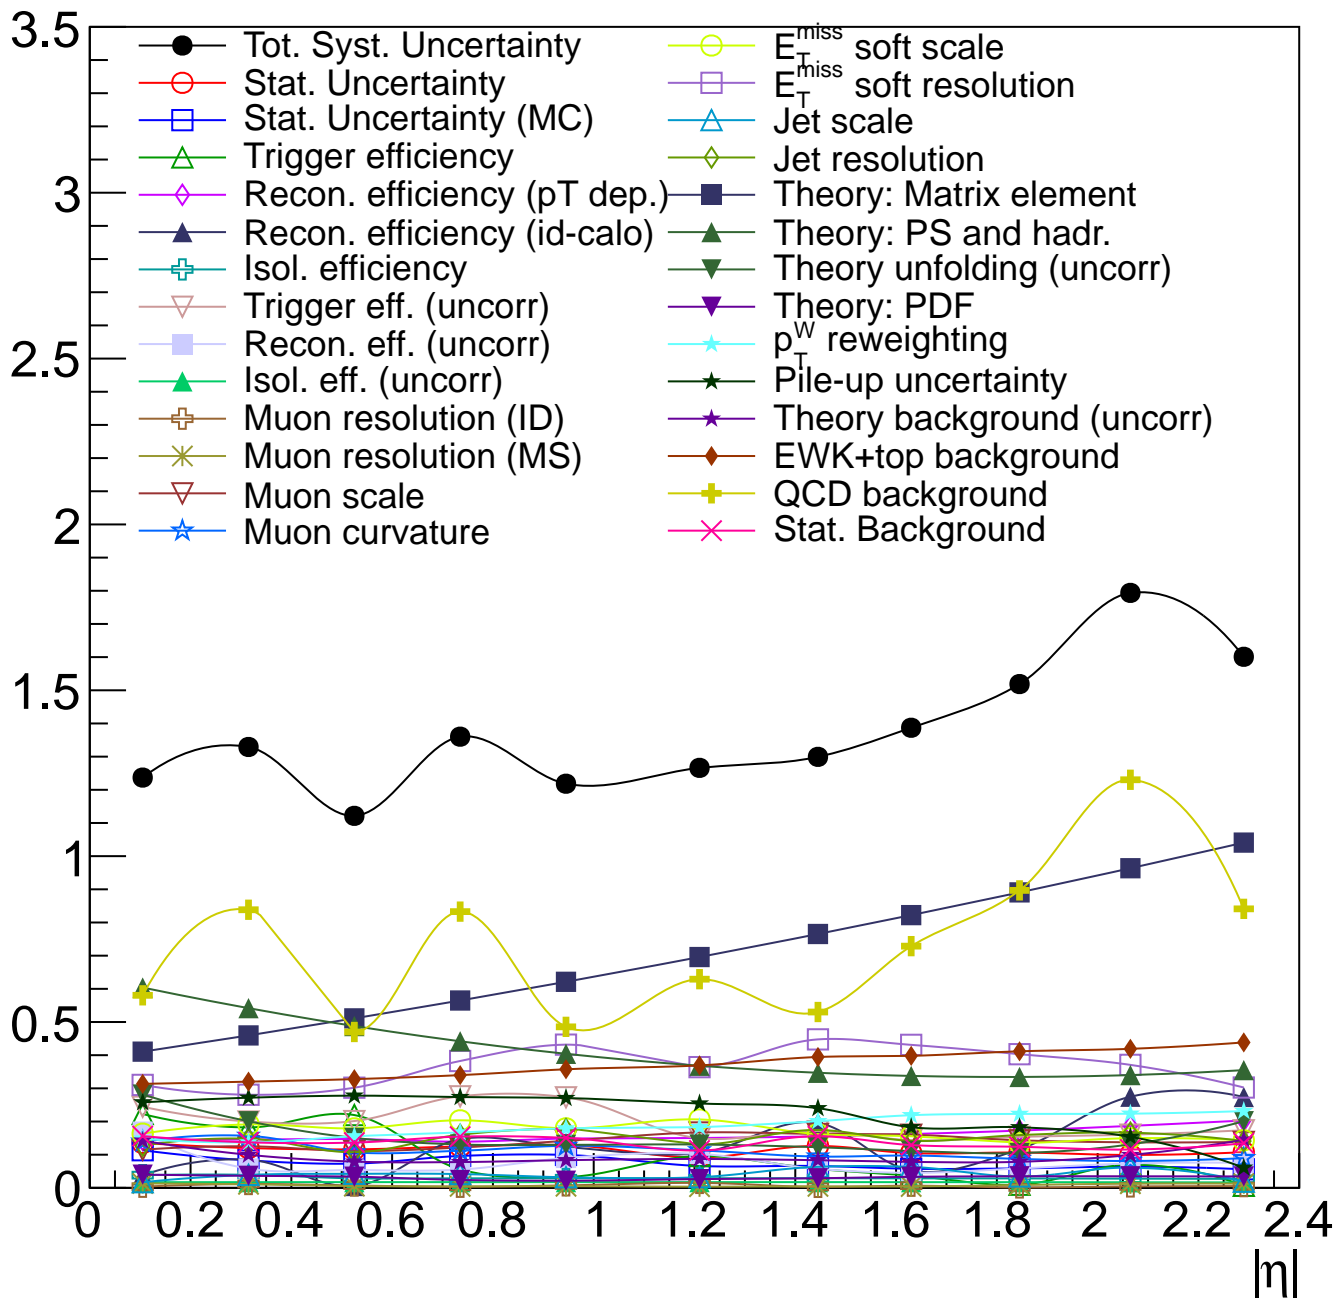 3.5
3
2.5
2
1.5
1
0.5
0
Tot. Syst. Uncertainty
Stat. Uncertainty
Stat. Uncertainty (MC)
Trigger efficiency
Recon. efficiency (pT dep.)
Recon. efficiency (id-calo)
Isol. efficiency
Trigger eff. (uncorr)
Recon. eff. (uncorr)
Isol. eff. (uncorr)
Muon resolution (ID)
Muon resolution (MS)
Muon scale
Muon curvature
E_T^miss soft scale
E_T^miss soft resolution
Jet scale
Jet resolution
Theory: Matrix element
Theory: PS and hadr.
Theory unfolding (uncorr)
Theory: PDF
p_T^W reweighting
Pile-up uncertainty
Theory background (uncorr)
EWK+top background
QCD background
Stat. Background
0 0.2 0.4 0.6 0.8 1 1.2 1.4 1.6 1.8 2 2.2 2.4
|η|